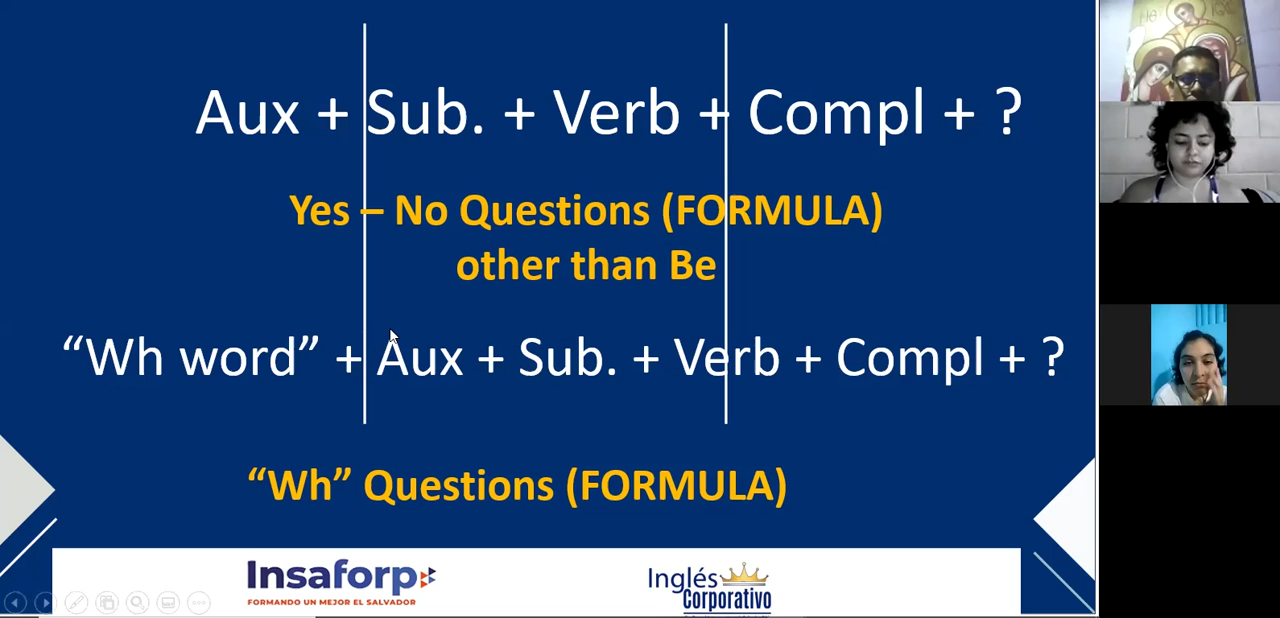 Aux + Sub. + Verb + Compl + ?
Yes – No Questions (FORMULA)
other than Be
“Wh word” + Aux + Sub. + Verb + Compl + ?
“Wh” Questions (FORMULA)
Insaforp
FORMANDO UN MEJOR EL SALVADOR
Inglés
Corporativo